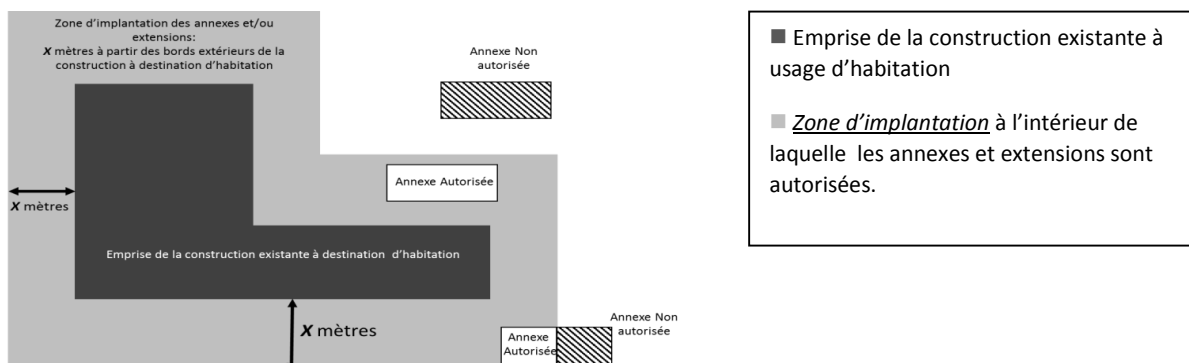 Zone d'implantation des annexes et/ou
extensions:
X mètres à partir des bords extérieurs de la
construction à destination d'habitation
Annexe Non
autorisée
Annexe Autorisée
X mètres
Emprise de la construction existante à destination d'habitation
X mètres
Annexe
Autorisée
Annexe Non
autorisée
Emprise de la construction existante à
usage d'habitation
Zone d'implantation à l'intérieur de
laquelle les annexes et extensions sont
autorisées.